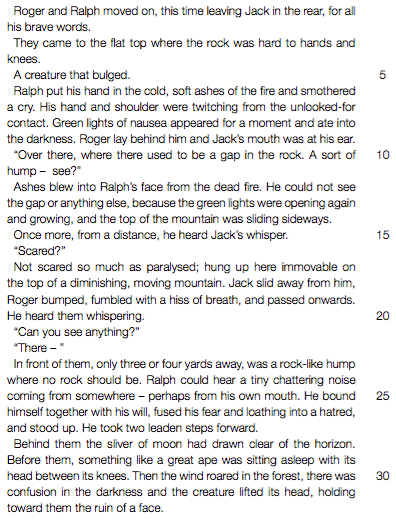 Roger and Ralph moved on, this time leaving Jack in the rear, for all
his brave words.
They came to the flat top where the rock was hard to hands and
knees.
A creature that bulged. 5
Ralph put his hand in the cold, soft ashes of the fire and smothered
a cry. His hand and shoulder were twitching from the unlooked-for
contact. Green lights of nausea appeared for a moment and ate into
the darkness. Roger lay behind him and Jack’s mouth was at his ear.
“Over there, where there used to be a gap in the rock. A sort of 10
hump – see?”
Ashes blew into Ralph’s face from the dead fire. He could not see
the gap or anything else, because the green lights were opening again
and growing, and the top of the mountain was sliding sideways.
Once more, from a distance, he heard Jack’s whisper. 15
“Scared?”
Not scared so much as paralysed; hung up here immovable on
the top of a diminishing, moving mountain. Jack slid away from him,
Roger bumped, fumbled with a hiss of breath, and passed onwards.
He heard them whispering. 20
“Can you see anything?”
“There – ”
In front of them, only three or four yards away, was a rock-like hump
where no rock should be. Ralph could hear a tiny chattering noise
coming from somewhere – perhaps from his own mouth. He bound 25
himself together with his will, fused his fear and loathing into a hatred,
and stood up. He took two leaden steps forward.
Behind them the sliver of moon had drawn clear of the horizon.
Before them, something like a great ape was sitting asleep with its
head between its knees. Then the wind roared in the forest, there was 30
confusion in the darkness and the creature lifted its head, holding
toward them the ruin of a face.